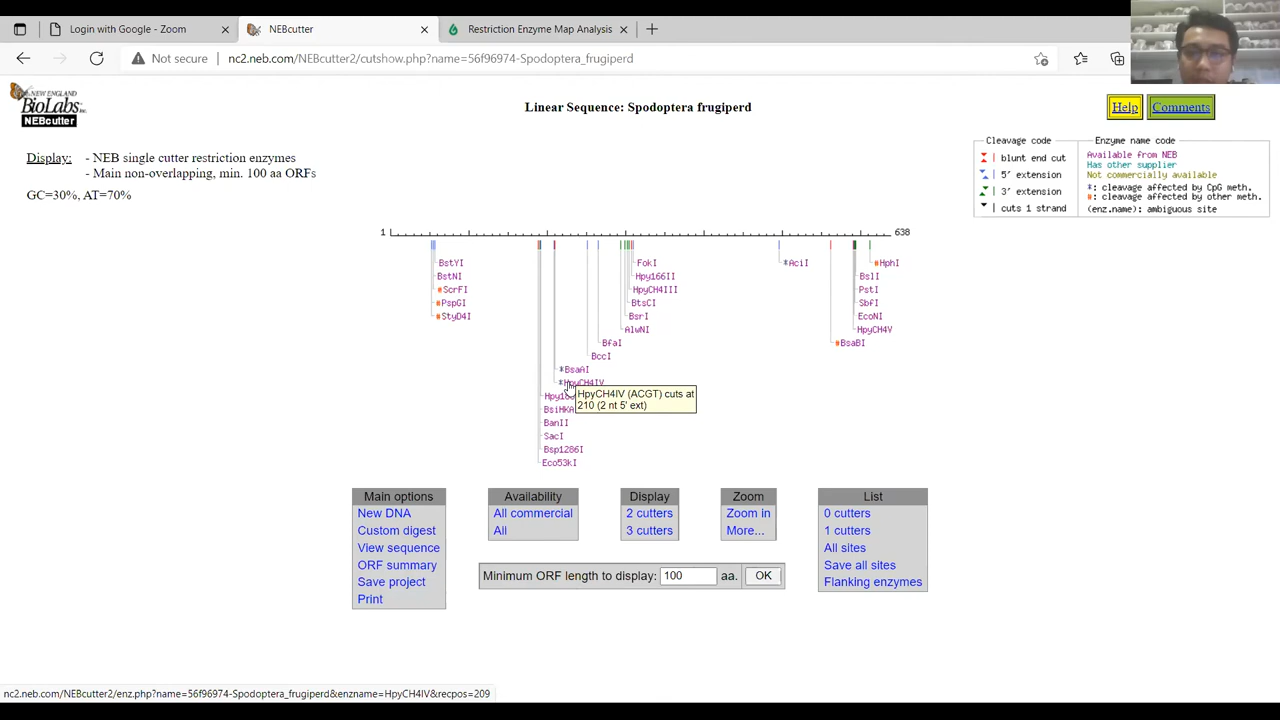 Login with Google - Zoom
NEBcutter
Restriction Enzyme Map Analysis
Not secure
nc2.neb.com/NEBcutter2/cutshow.php?name=56f96974-Spodoptera_frugiperd
NEW ENGLAND
BioLabs Inc.
NEBcutter
Linear Sequence: Spodoptera frugiperd
Help
Comments
Display: - NEB single cutter restriction enzymes
- Main non-overlapping, min. 100 aa ORFs
GC=30%, AT=70%
Cleavage code
blunt end cut
5' extension
3' extension
cuts 1 strand
Enzyme name code
Available from NEB
Has other supplier
Not commercially available
*: cleavage affected by CpG meth.
#: cleavage affected by other meth.
(enz.name): ambiguous site
1
638
BstYI
BstNI
#ScrFI
#PspGI
#StyD4I
FokI
Hpy166II
HpyCH4III
BtsCI
BsrI
AlwNI
BfaI
BccI
*BsaAI
*HpyCH4IV
BanII
SacI
Bsp1286I
Eco53kI
*AciI
#HphI
BslI
PstI
SbfI
EcoNI
HpyCH4V
#BsaBI
HpyCH4IV (ACGT) cuts at
210 (2 nt 5' ext)
Main options
New DNA
Custom digest
View sequence
ORF summary
Save project
Print
Availability
All commercial
All
Display
2 cutters
3 cutters
Zoom
Zoom in
More...
List
0 cutters
1 cutters
All sites
Save all sites
Flanking enzymes
Minimum ORF length to display: 100 aa. OK
nc2.neb.com/NEBcutter2/enz.php?name=56f96974-Spodoptera_frugiperd&enzname=HpyCH4IV&recpos=209